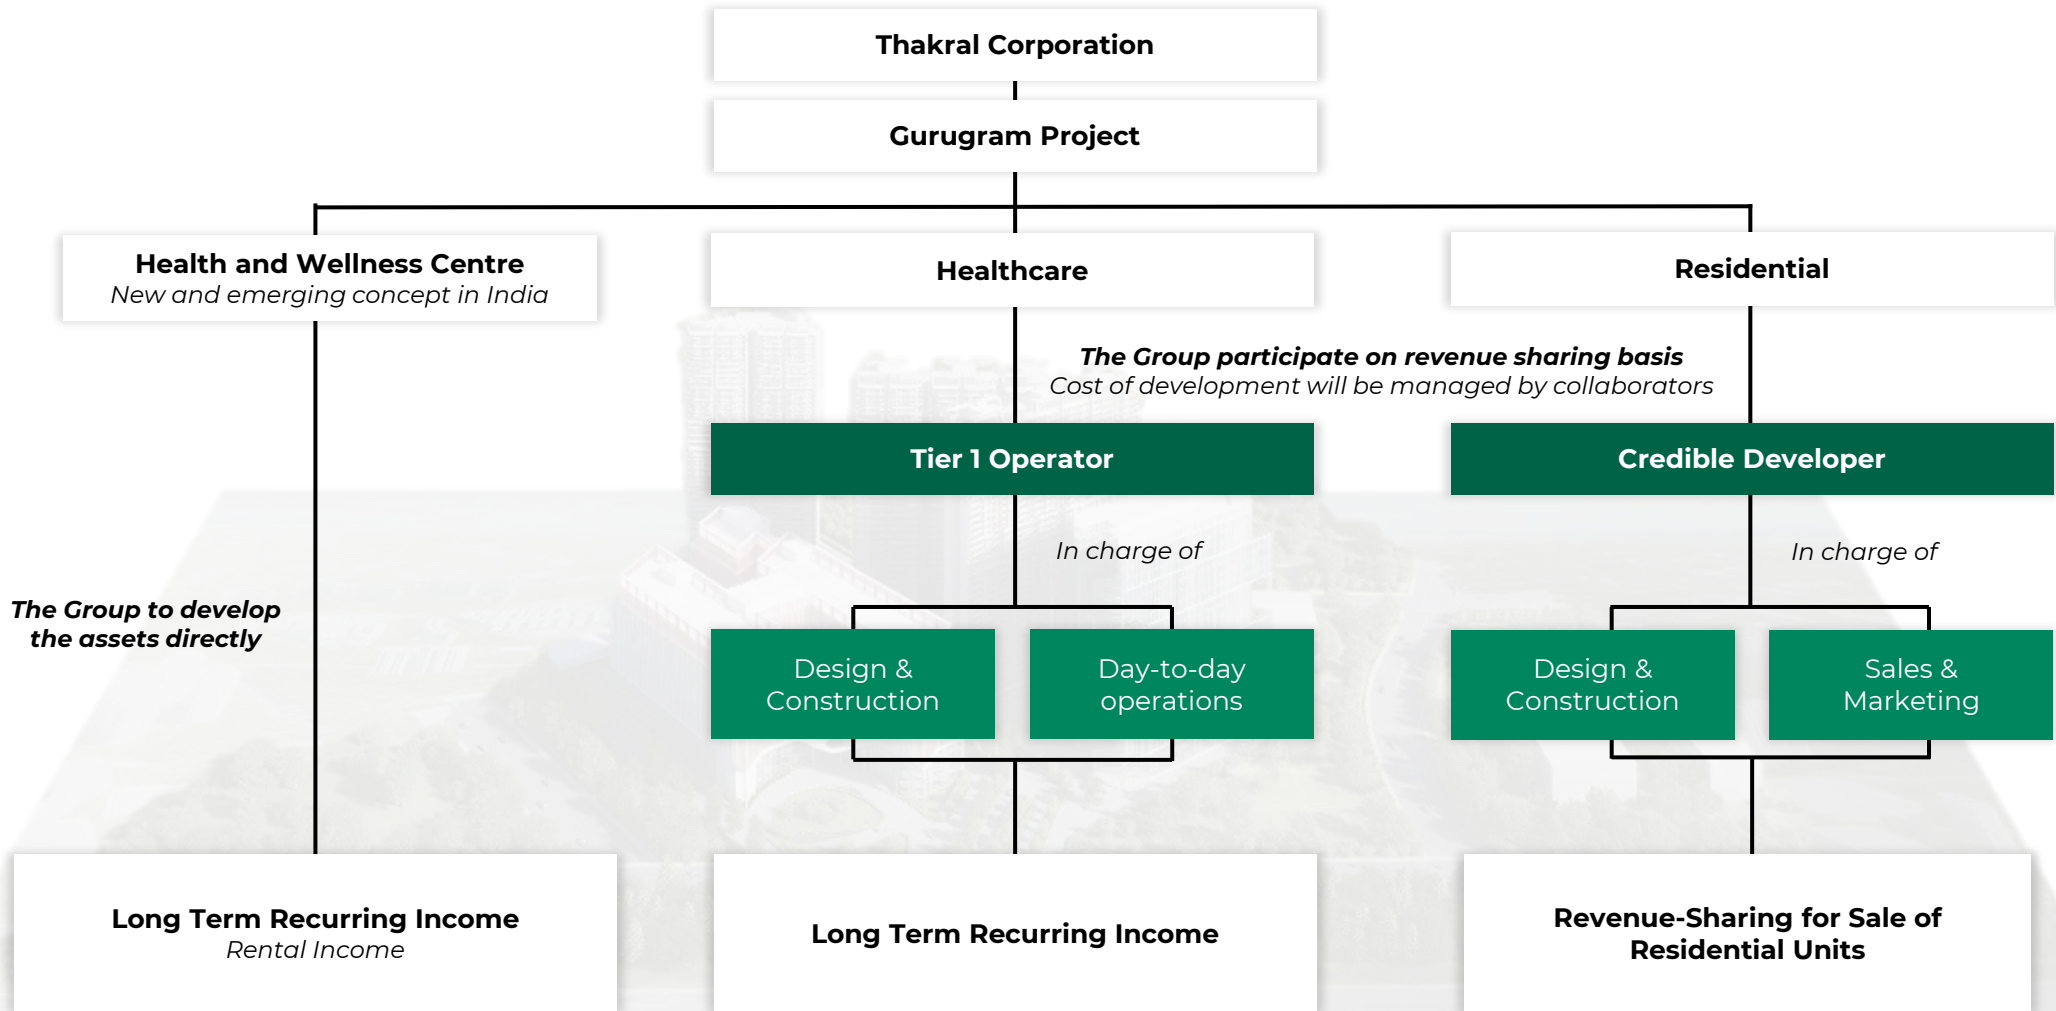 Thakral Corporation
Gurugram Project
Health and Wellness Centre
New and emerging concept in India
Healthcare
Residential
The Group participate on revenue sharing basis
Cost of development will be managed by collaborators
Tier 1 Operator
Credible Developer
In charge of
In charge of
The Group to develop
the assets directly
Design &
Construction
Day-to-day
operations
Design &
Construction
Sales &
Marketing
Long Term Recurring Income
Rental Income
Long Term Recurring Income
Revenue-Sharing for Sale of
Residential Units